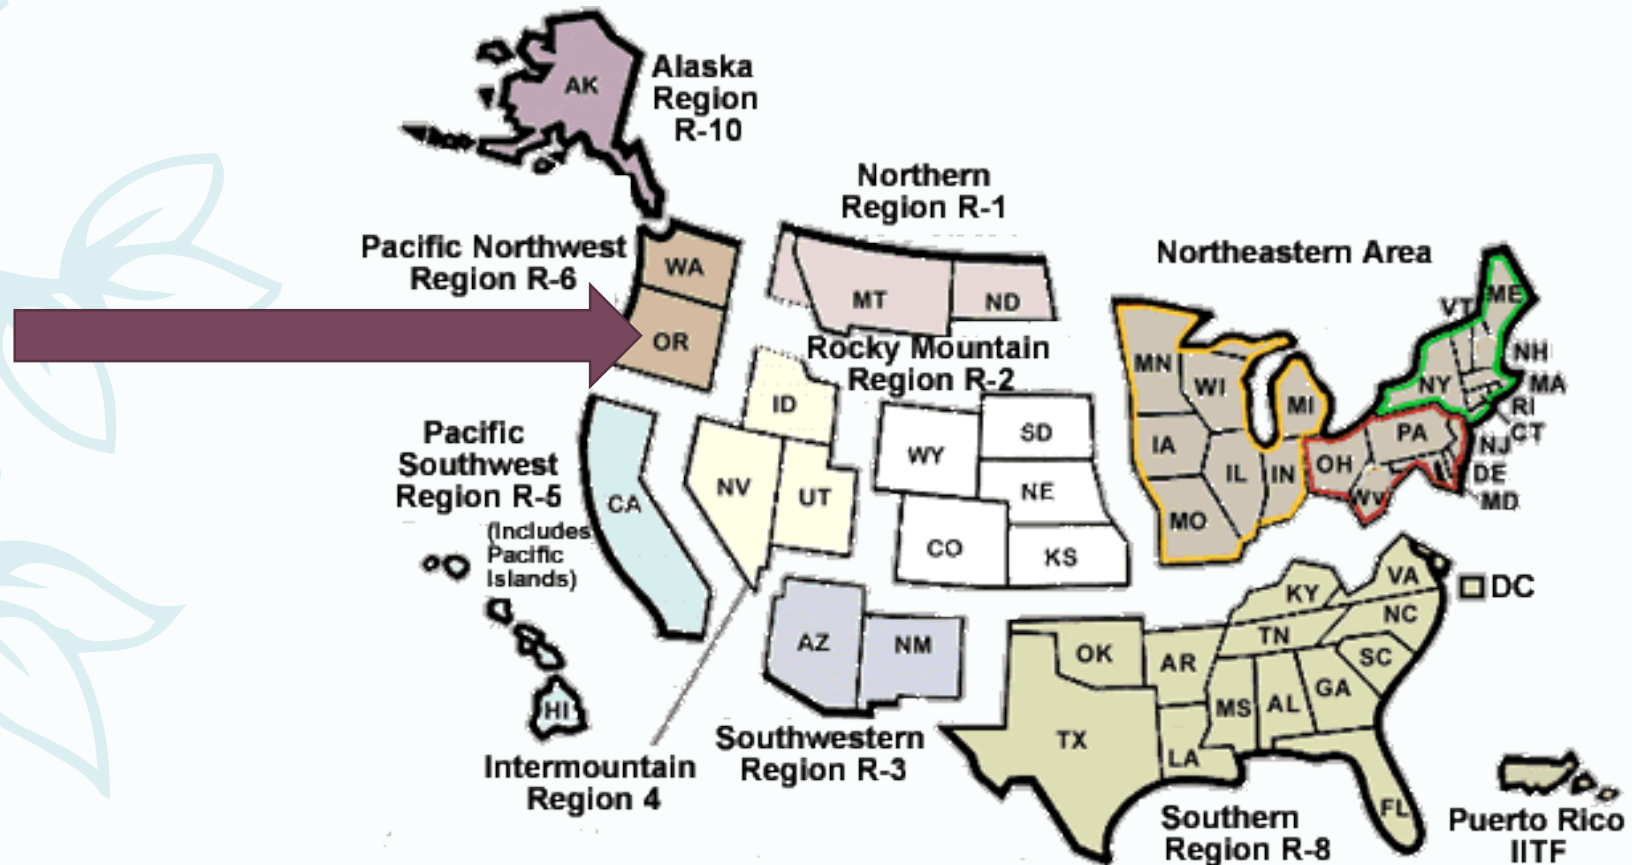 AK
Alaska
Region
R-10
Northern
Region R-1
Pacific Northwest
Region R-6
WA
OR
MT
ND
Northeastern Area
Rocky Mountain
Region R-2
ID
NV
UT
WY
SD
NE
CO
KS
Pacific
Southwest
Region R-5
(Includes
Pacific
Islands)
CA
HI
MN
WI
MI
IA
IL
IN
MO
VT
ME
NH
MA
NY
RI
CT
PA
NJ
OH
DE
WV
MD
AZ
NM
Intermountain
Region 4
Southwestern
Region R-3
KY
VA
DC
NC
TN
OK
AR
SC
MS
AL
GA
TX
LA
FL
Southern
Region R-8
Puerto Rico
IITF